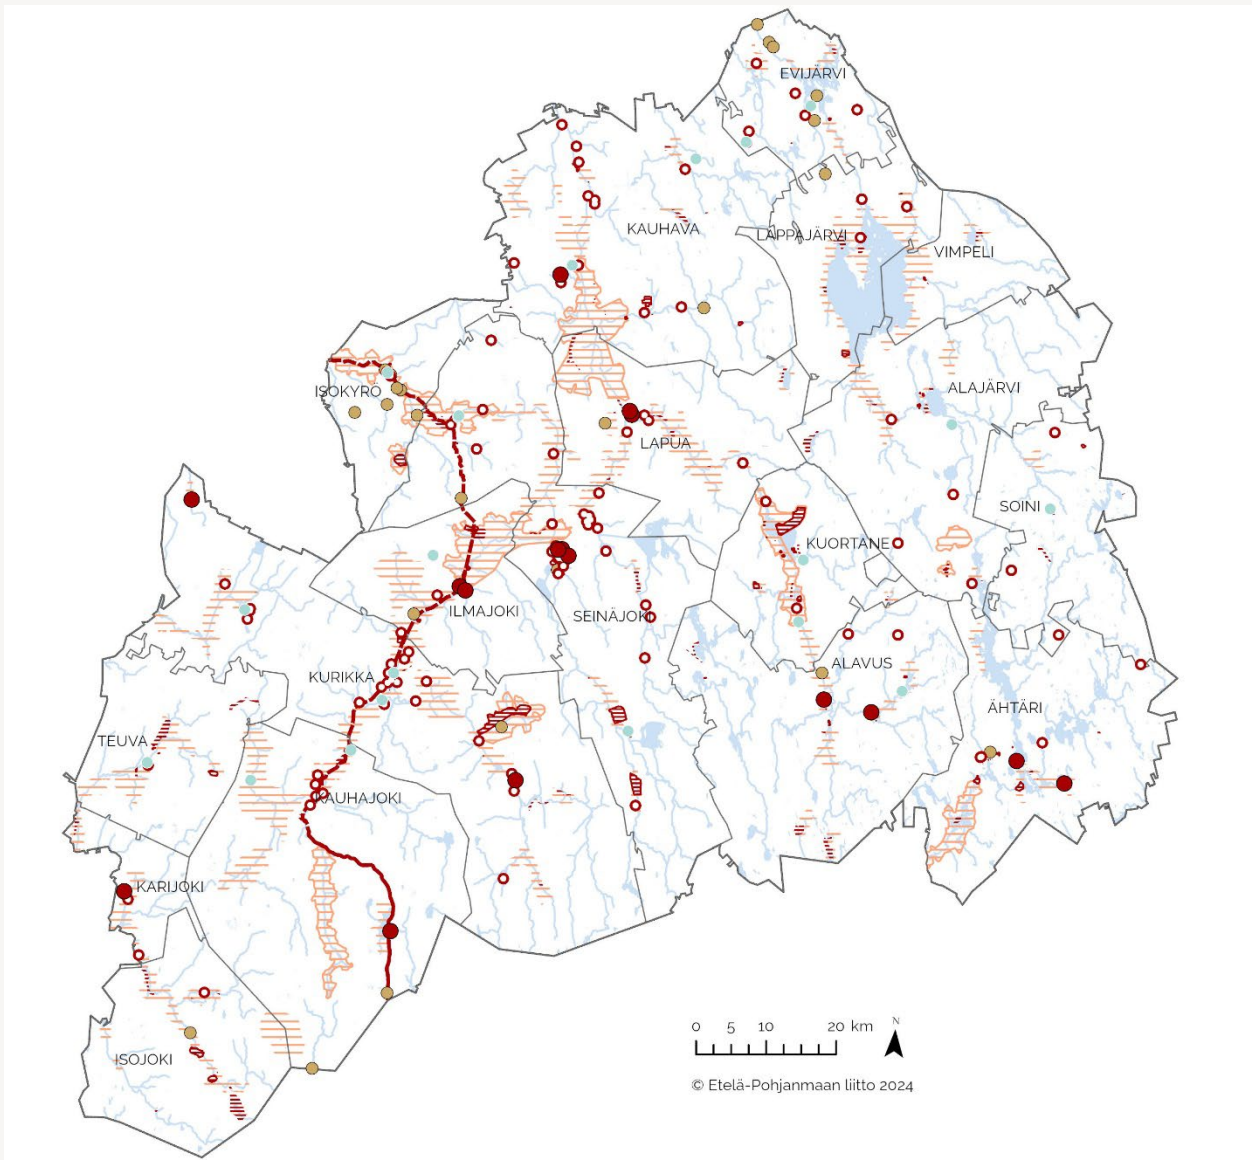 EVIJÄRVI
KAUHAVA
LAPPAJÄRVI
VIMPELI
ISOKYRÖ
ALAJÄRVI
LAPUA
SOINI
KUORTANE
ILMAJOKI
SEINÄJOKI
ALAVUS
KURIKKA
ÄHTÄRI
TEUVA
KAUHAJOKI
KARIJOKI
0 5 10 20 km
N
ISOJOKI
© Etelä-Pohjanmaan liitto 2024